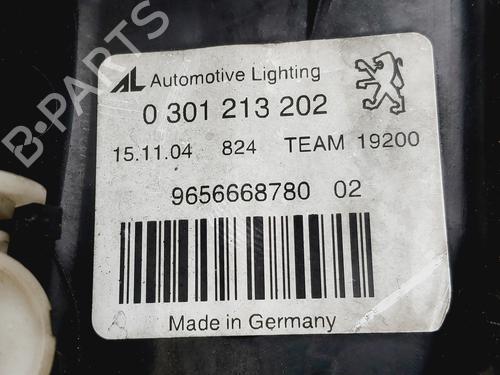 AL Automotive Lighting
0 301 213 202
15.11.04 824 TEAM 19200
9656668780 02
Made in Germany
B-PARTS